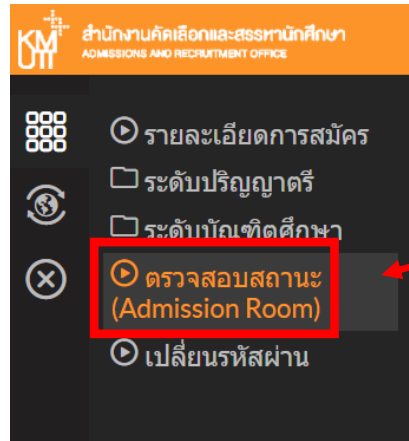 KM
UTT
สำนักงานคัดเลือกและสรรหานักศึกษา
ADMISSIONS AND RECRUITMENT OFFICE
รายละเอียดการสมัคร
ระดับปริญญาตรี
ระดับบัณฑิตศึกษา
ตรวจสอบสถานะ
(Admission Room)
เปลี่ยนรหัสผ่าน